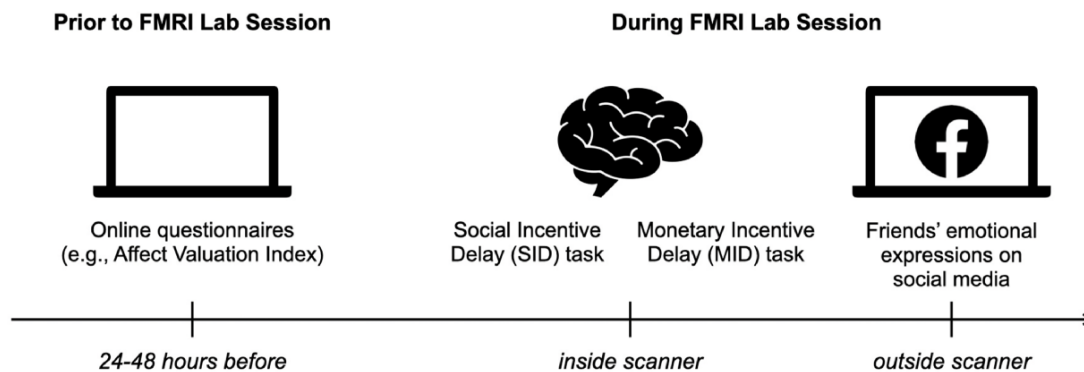 Prior to FMRI Lab Session
During FMRI Lab Session
Online questionnaires
(e.g., Affect Valuation Index)
Social Incentive
Delay (SID) task
Monetary Incentive
Delay (MID) task
Friends' emotional
expressions on
social media
24-48 hours before
inside scanner
outside scanner